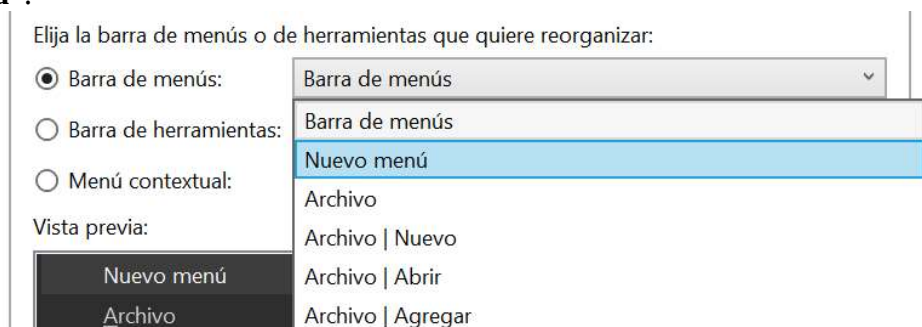 Elija la barra de menús o de herramientas que quiere reorganizar:
Barra de menús: Barra de menús
Barra de herramientas: Barra de menús
Nuevo menú
Menú contextual:
Archivo
Vista previa:
Archivo | Nuevo
Nuevo menú Archivo | Abrir
Archivo Archivo | Agregar